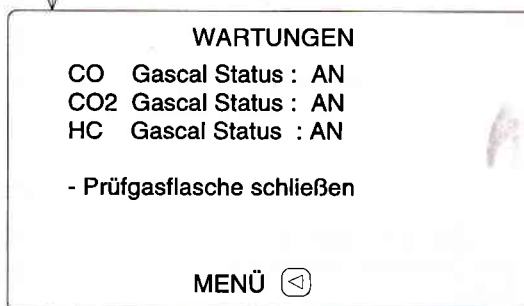 WARTUNGEN
CO Gascal Status : AN
CO2 Gascal Status : AN
HC Gascal Status : AN
- Prüfgasflasche schließen
MENÜ